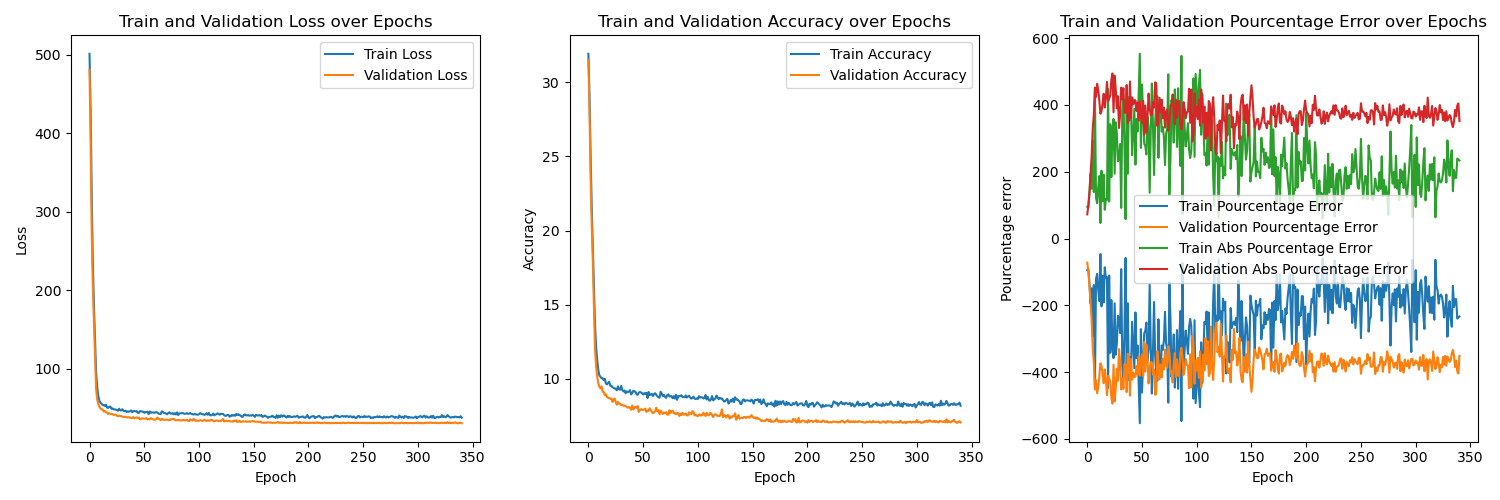 Train and Validation Loss over Epochs
Train Loss
Validation Loss
500
400
300
200
100
Loss
0
50
100
150
200
250
300
350
Epoch
Train and Validation Accuracy over Epochs
Train Accuracy
Validation Accuracy
30
25
20
15
10
Accuracy
0
50
100
150
200
250
300
350
Epoch
Train and Validation Pourcentage Error over Epochs
600
400
200
0
−200
−400
−600
Pourcentage error
Train Pourcentage Error
Validation Pourcentage Error
Train Abs Pourcentage Error
Validation Abs Pourcentage Error
0
50
100
150
200
250
300
350
Epoch